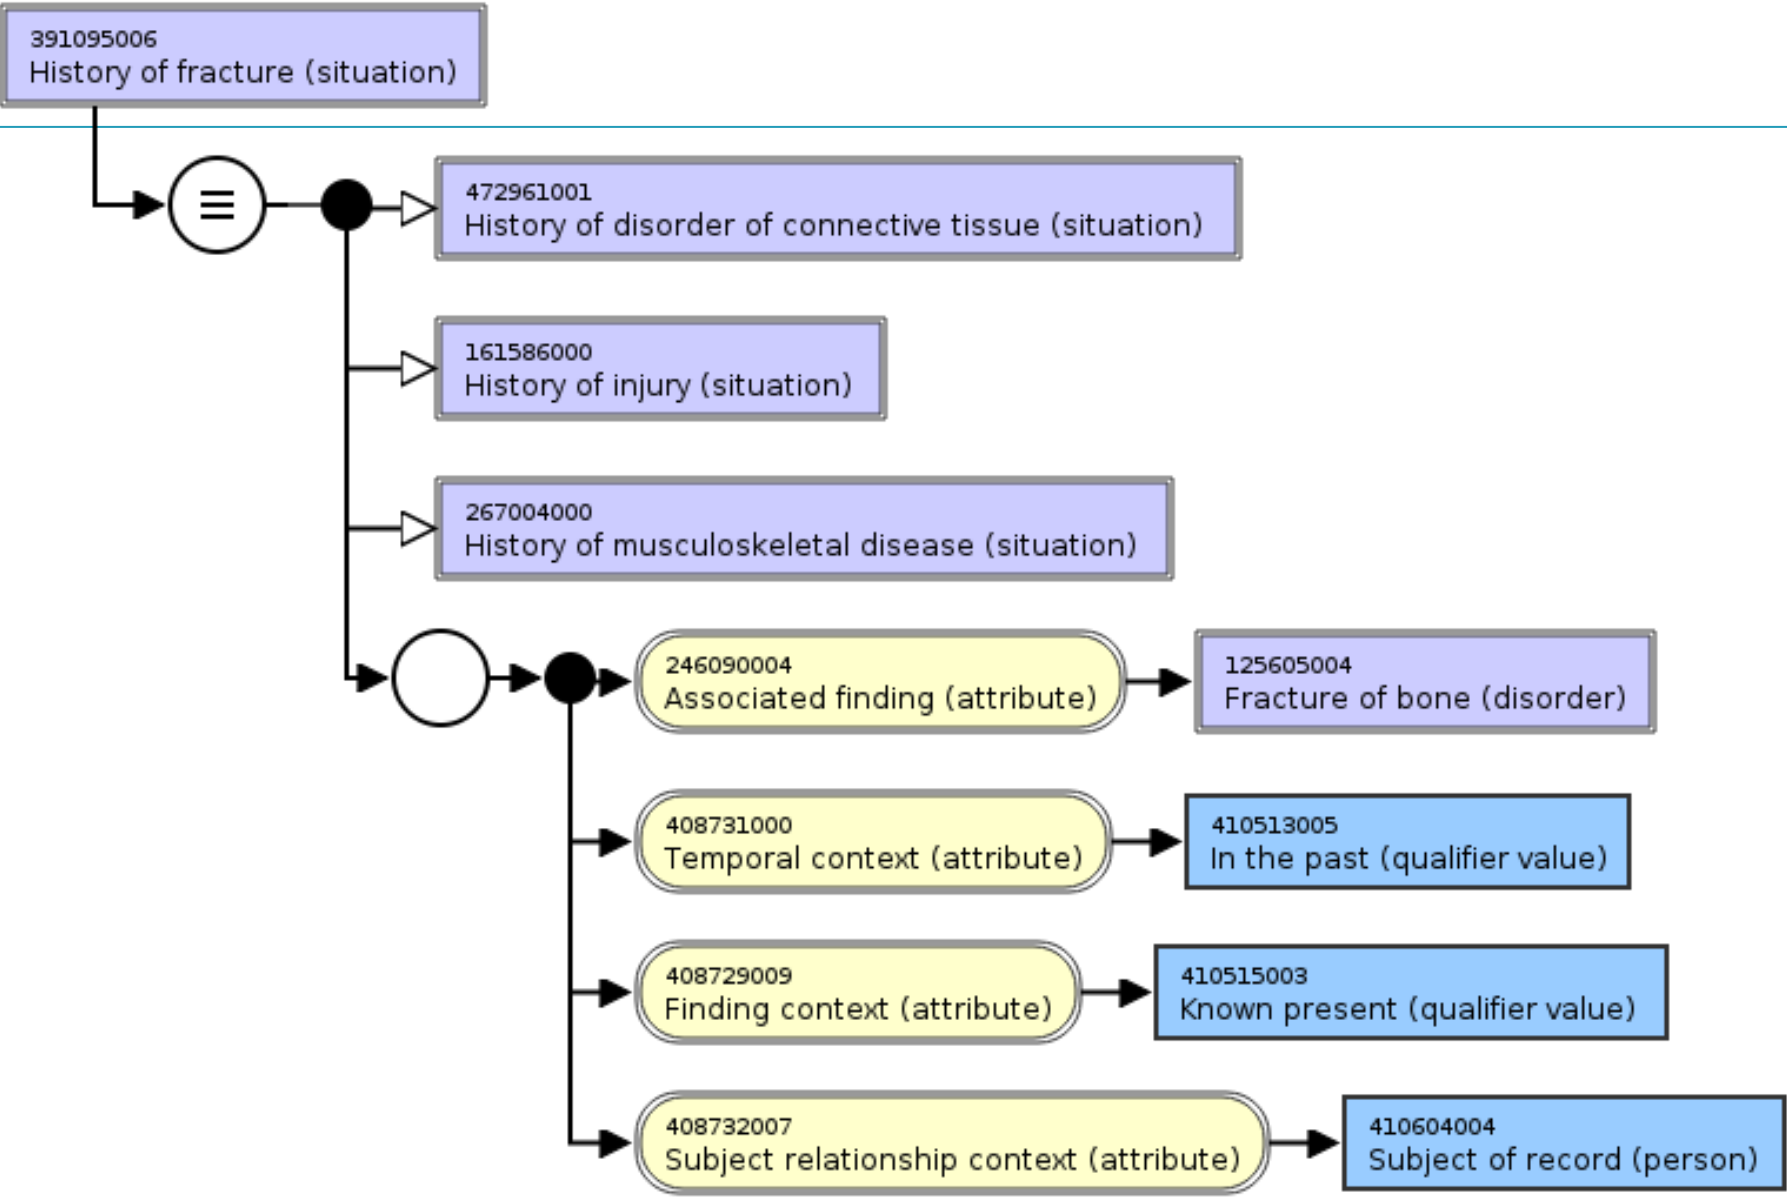 391095006
History of fracture (situation)
≡
472961001
History of disorder of connective tissue (situation)
161586000
History of injury (situation)
267004000
History of musculoskeletal disease (situation)
246090004
Associated finding (attribute)
125605004
Fracture of bone (disorder)
408731000
Temporal context (attribute)
410513005
In the past (qualifier value)
408729009
Finding context (attribute)
410515003
Known present (qualifier value)
408732007
Subject relationship context (attribute)
410604004
Subject of record (person)